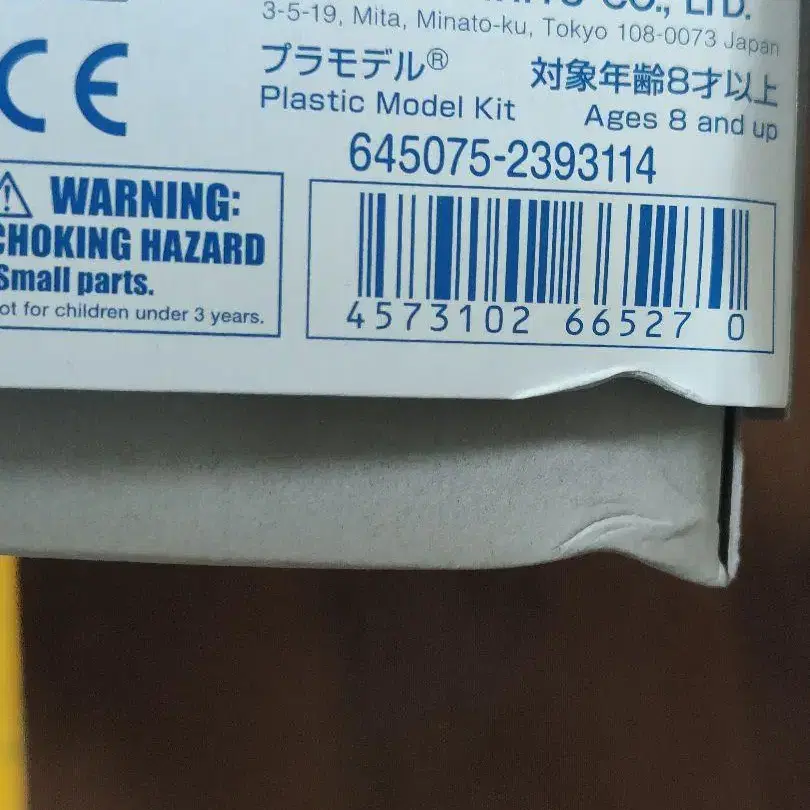 CO., LTD.
3-5-19, Mita, Minato-ku, Tokyo 108-0073 Japan
プラモデル® 対象年齢8才以上
Plastic Model Kit Ages 8 and up
CE
645075-2393114
⚠ WARNING:
CHOKING HAZARD
Small parts.
ot for children under 3 years.
4573102 66527 0